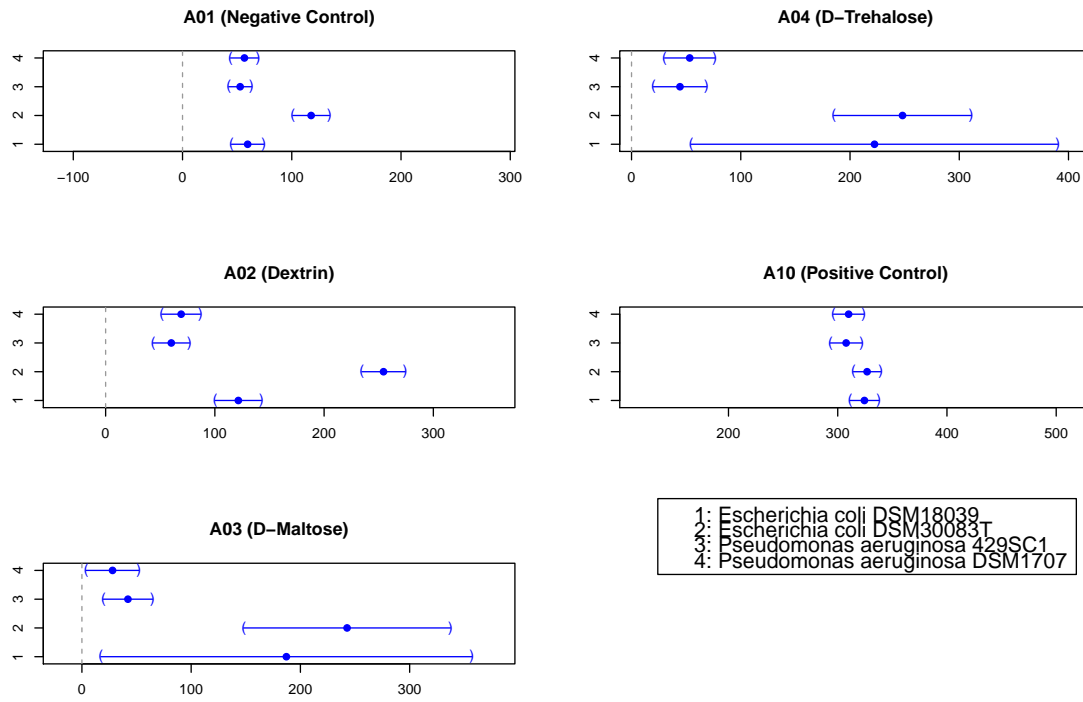 A01 (Negative Control)
4
3
2
1
−100 0 100 200 300
A04 (D−Trehalose)
4
3
2
1
0 100 200 300 400
A02 (Dextrin)
4
3
2
1
0 100 200 300
A10 (Positive Control)
4
3
2
1
200 300 400 500
A03 (D−Maltose)
4
3
2
1
0 100 200 300
1: Escherichia coli DSM18039
2: Escherichia coli DSM30083T
3: Pseudomonas aeruginosa 429SC1
4: Pseudomonas aeruginosa DSM1707